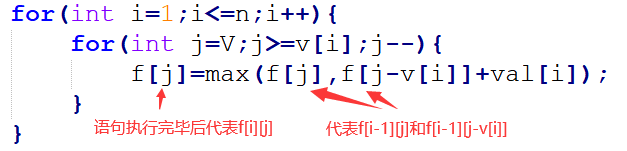 for(int i=1;i<=n;i++){
for(int j=V;j>=v[i];j--){
f[j]=max(f[j],f[j-v[i]]+val[i]);
}
语句执行完毕后代表f[i][j] 代表f[i-1][j]和f[i-1][j-v[i]]
}